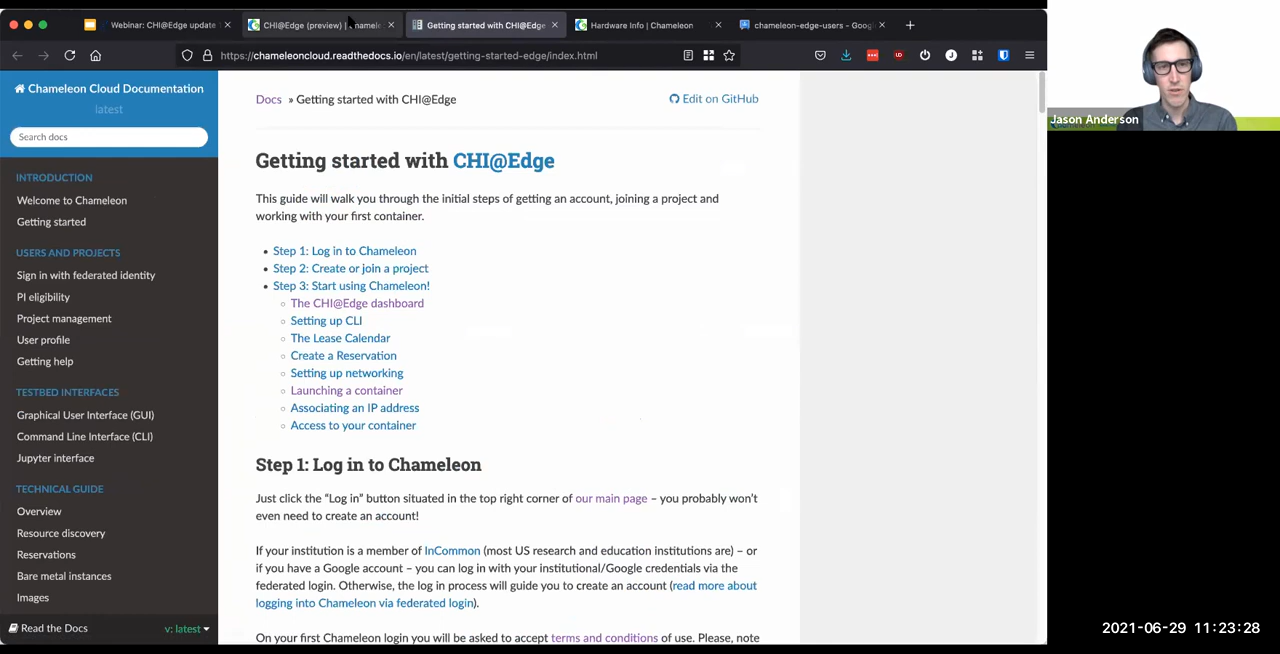 Webinar: CHI@Edge update
CHI@Edge (preview) | Chamele
Getting started with CHI@Edge
Hardware Info | Chameleon
chameleon-edge-users - Goog
https://chameleoncloud.readthedocs.io/en/latest/getting-started-edge/index.html
Chameleon Cloud Documentation
latest
Search docs
INTRODUCTION
Welcome to Chameleon
Getting started
USERS AND PROJECTS
Sign in with federated identity
PI eligibility
Project management
User profile
Getting help
TESTBED INTERFACES
Graphical User Interface (GUI)
Command Line Interface (CLI)
Jupyter interface
TECHNICAL GUIDE
Overview
Resource discovery
Reservations
Bare metal instances
Images
Read the Docs
v: latest
Docs » Getting started with CHI@Edge
Edit on GitHub
Getting started with CHI@Edge
This guide will walk you through the initial steps of getting an account, joining a project and
working with your first container.
Step 1: Log in to Chameleon
Step 2: Create or join a project
Step 3: Start using Chameleon!
The CHI@Edge dashboard
Setting up CLI
The Lease Calendar
Create a Reservation
Setting up networking
Launching a container
Associating an IP address
Access to your container
Step 1: Log in to Chameleon
Just click the “Log in” button situated in the top right corner of our main page – you probably won’t
even need to create an account!
If your institution is a member of InCommon (most US research and education institutions are) – or
if you have a Google account – you can log in with your institutional/Google credentials via the
federated login. Otherwise, the log in process will guide you to create an account (read more about
logging into Chameleon via federated login).
On your first Chameleon login you will be asked to accept terms and conditions of use. Please, note
Jason Anderson
2021-06-29 11:23:28